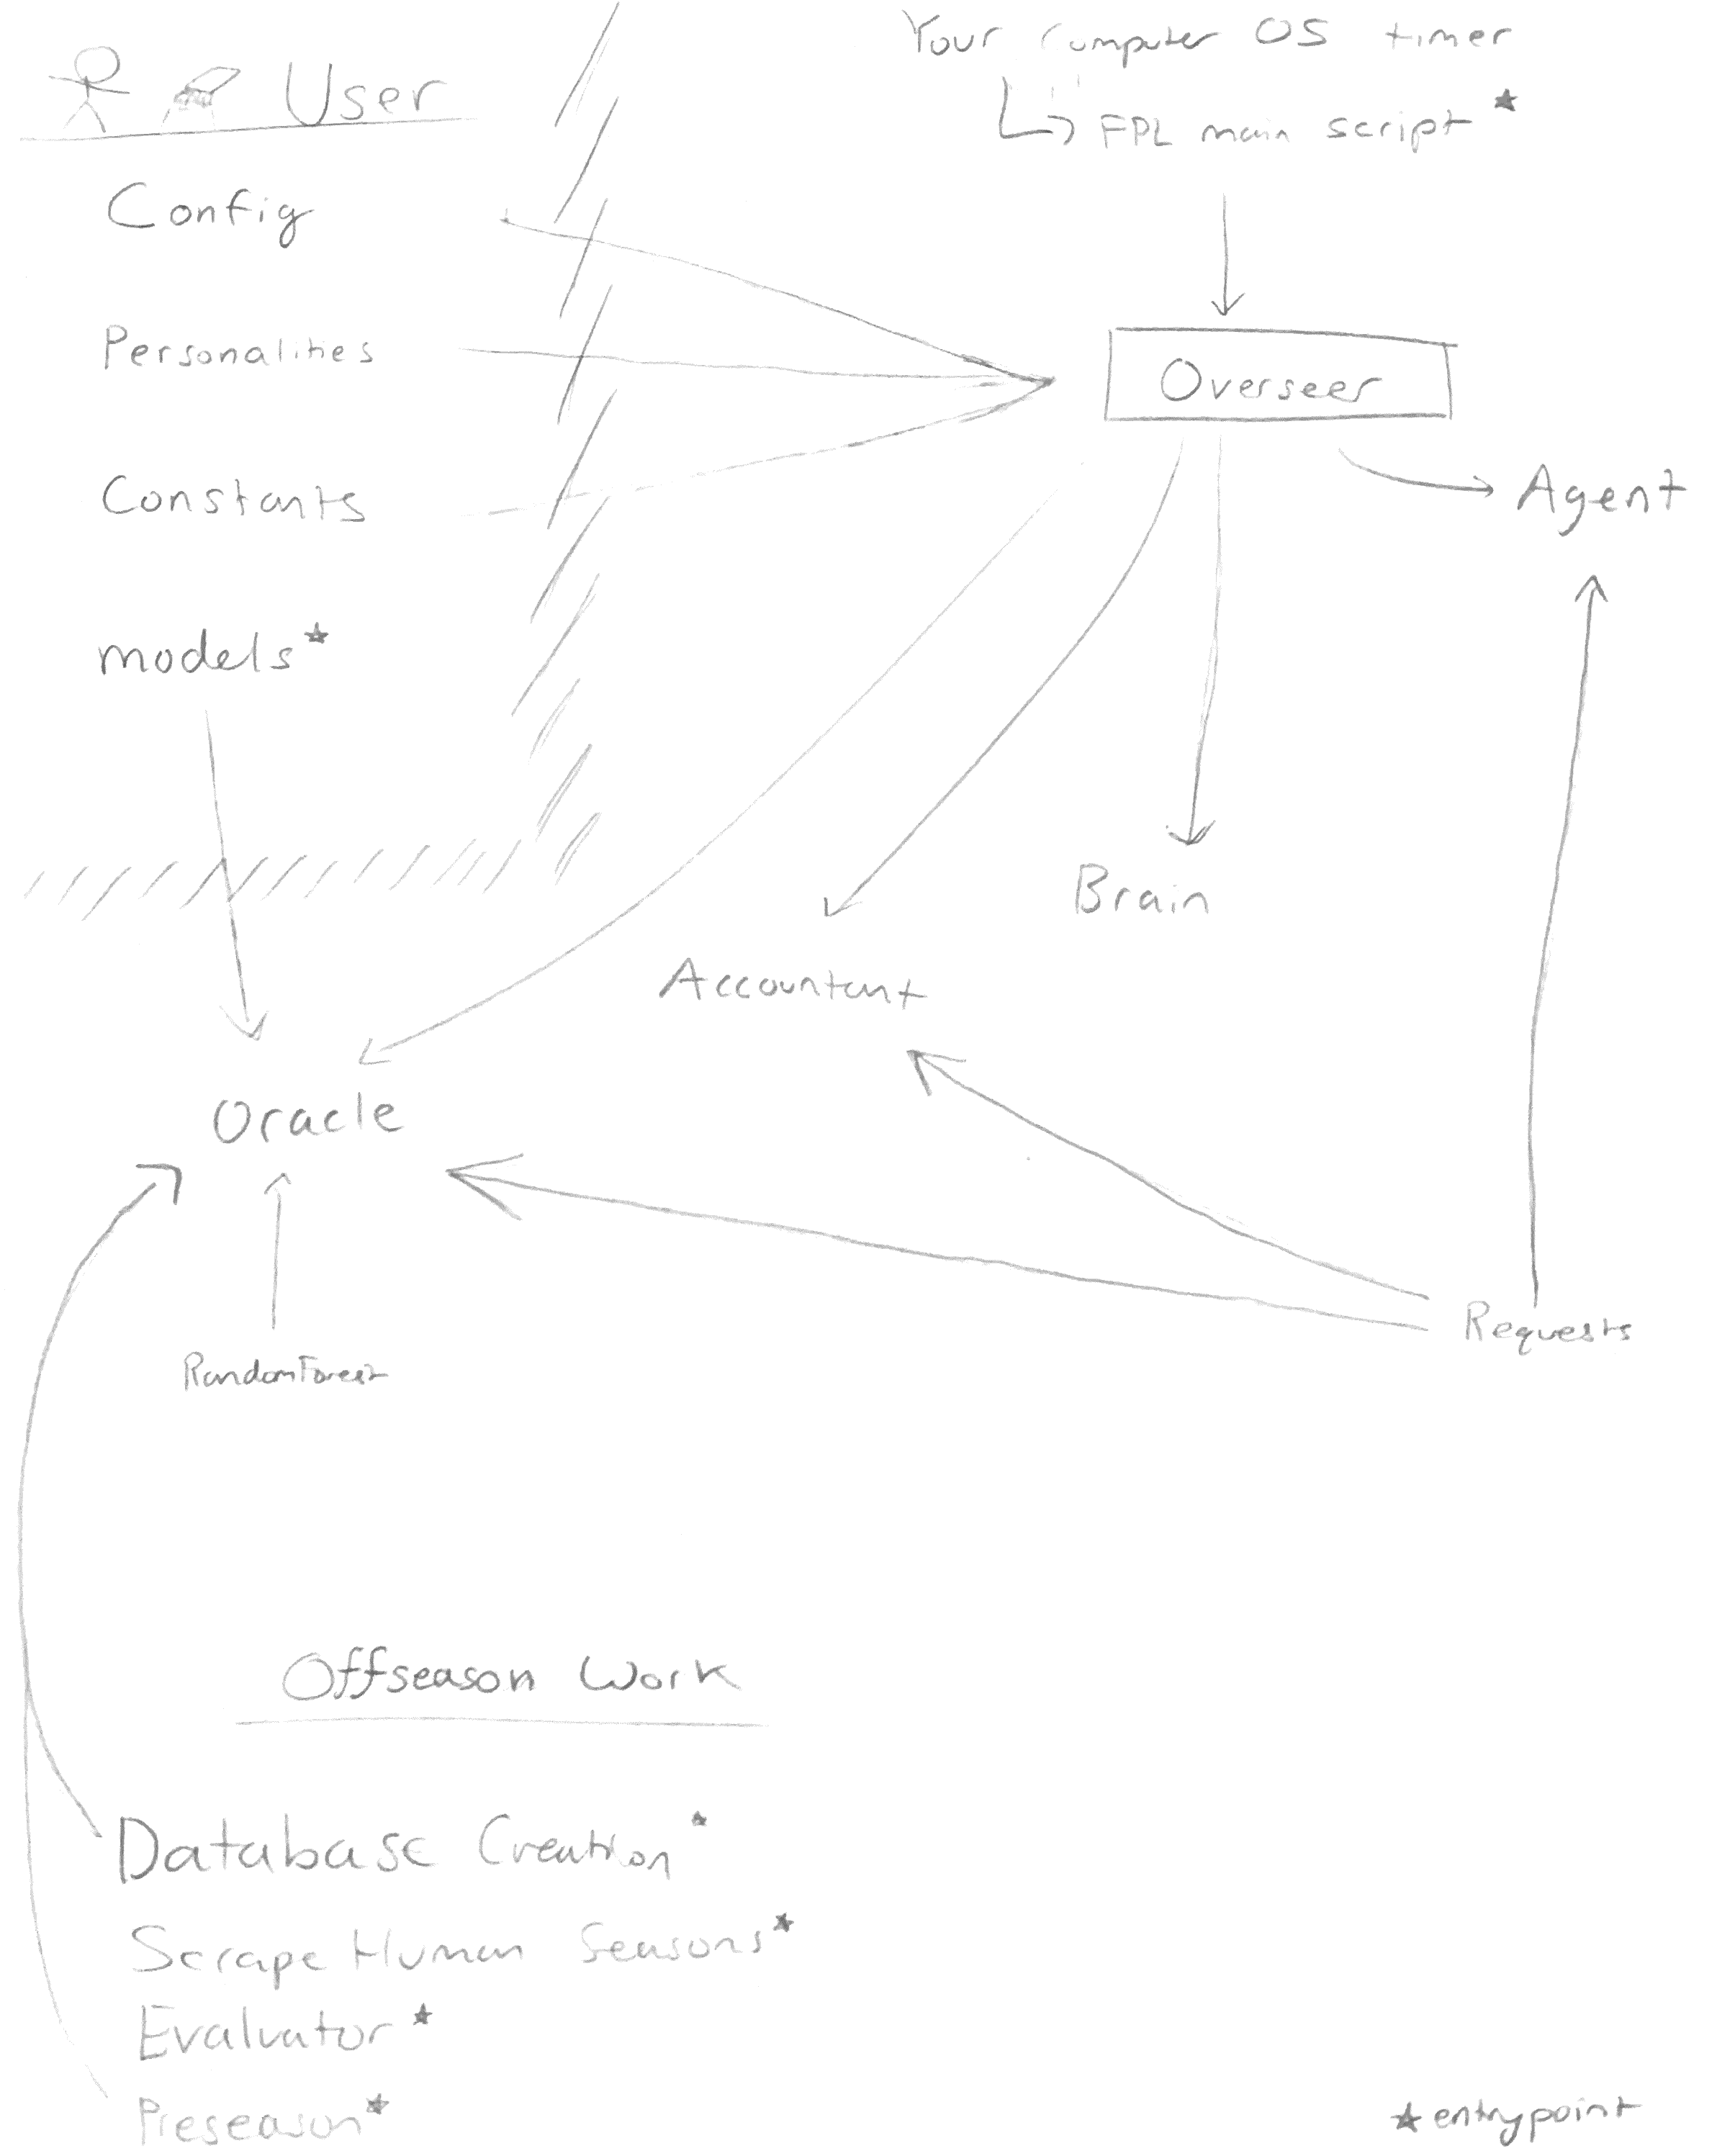 User
Your Computer OS timer
FPL main script*
Config
Personalities
Overseer
Constants
Agent
models*
Brain
Accountant
Oracle
Requests
RandomForest
Offseason Work
Database Creation*
Scrape Human Seasons*
Evaluator*
Preseason*
*entrypoint